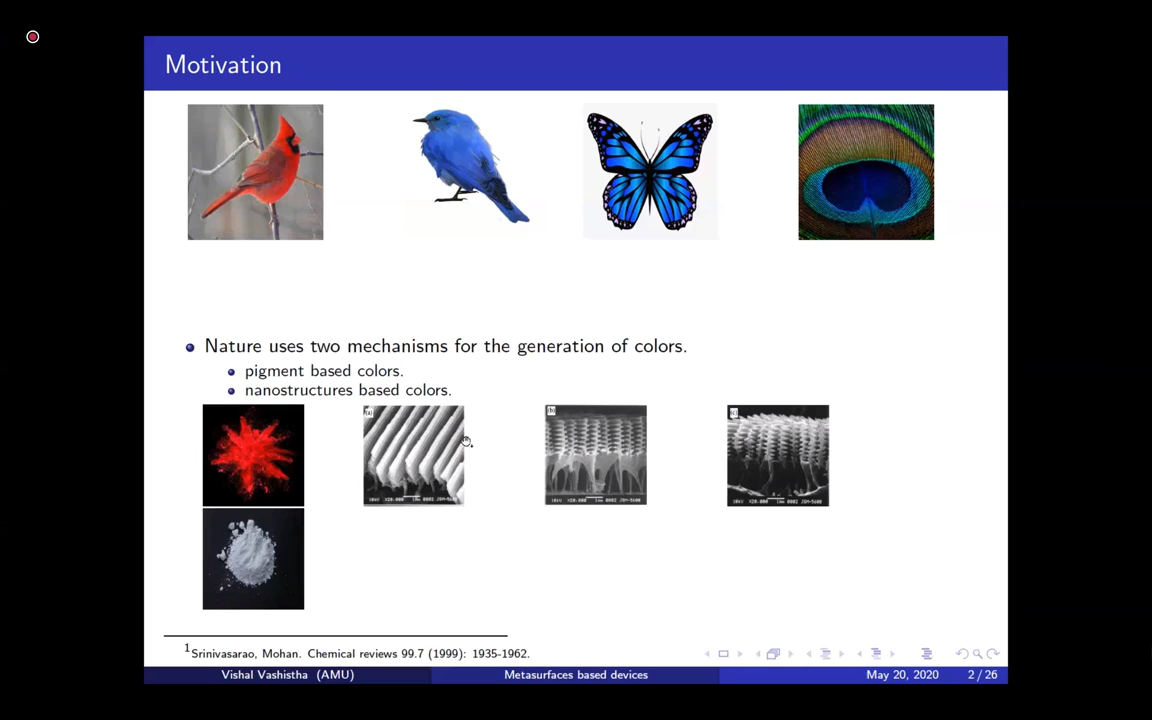 Motivation
Nature uses two mechanisms for the generation of colors.
pigment based colors.
nanostructures based colors.
(a)
(b)
(c)
1Srinivasarao, Mohan. Chemical reviews 99.7 (1999): 1935-1962.
Vishal Vashistha (AMU) Metasurfaces based devices May 20, 2020 2 / 26